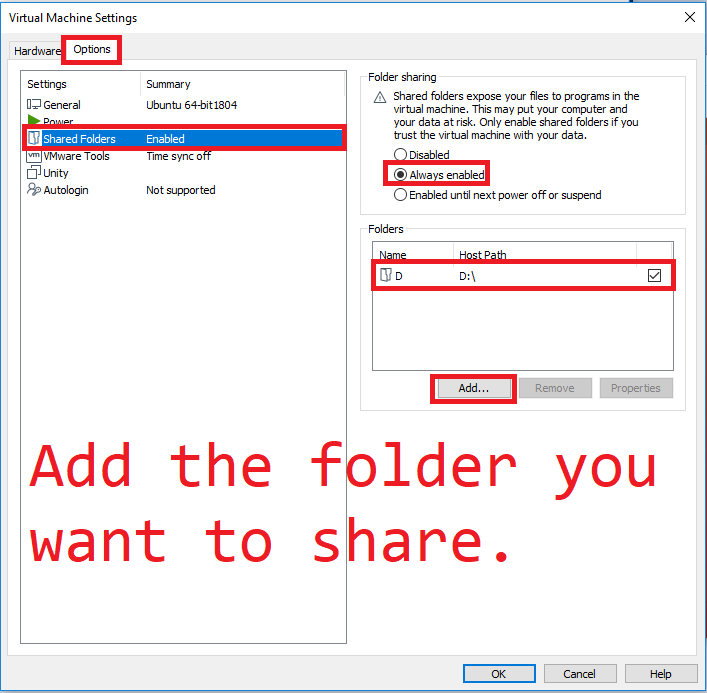 Virtual Machine Settings
Hardware Options
Settings Summary
General Ubuntu 64-bit1804
Power
Shared Folders Enabled
VMware Tools Time sync off
Unity
Autologin Not supported
Folder sharing
Shared folders expose your files to programs in the
virtual machine. This may put your computer and
your data at risk. Only enable shared folders if you
trust the virtual machine with your data.
Disabled
Always enabled
Enabled until next power off or suspend
Folders
Name Host Path
D D:\
Add... Remove Properties
Add the folder you
want to share.
OK Cancel Help